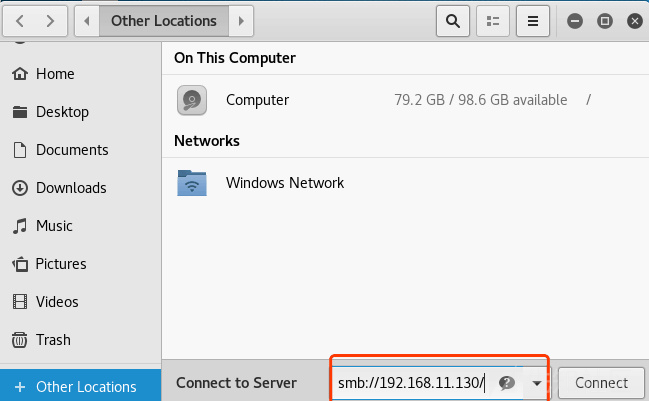 Other Locations
Home
Desktop
Documents
Downloads
Music
Pictures
Videos
Trash
Other Locations
On This Computer
Computer 79.2 GB / 98.6 GB available /
Networks
Windows Network
Connect to Server smb://192.168.11.130/ Connect